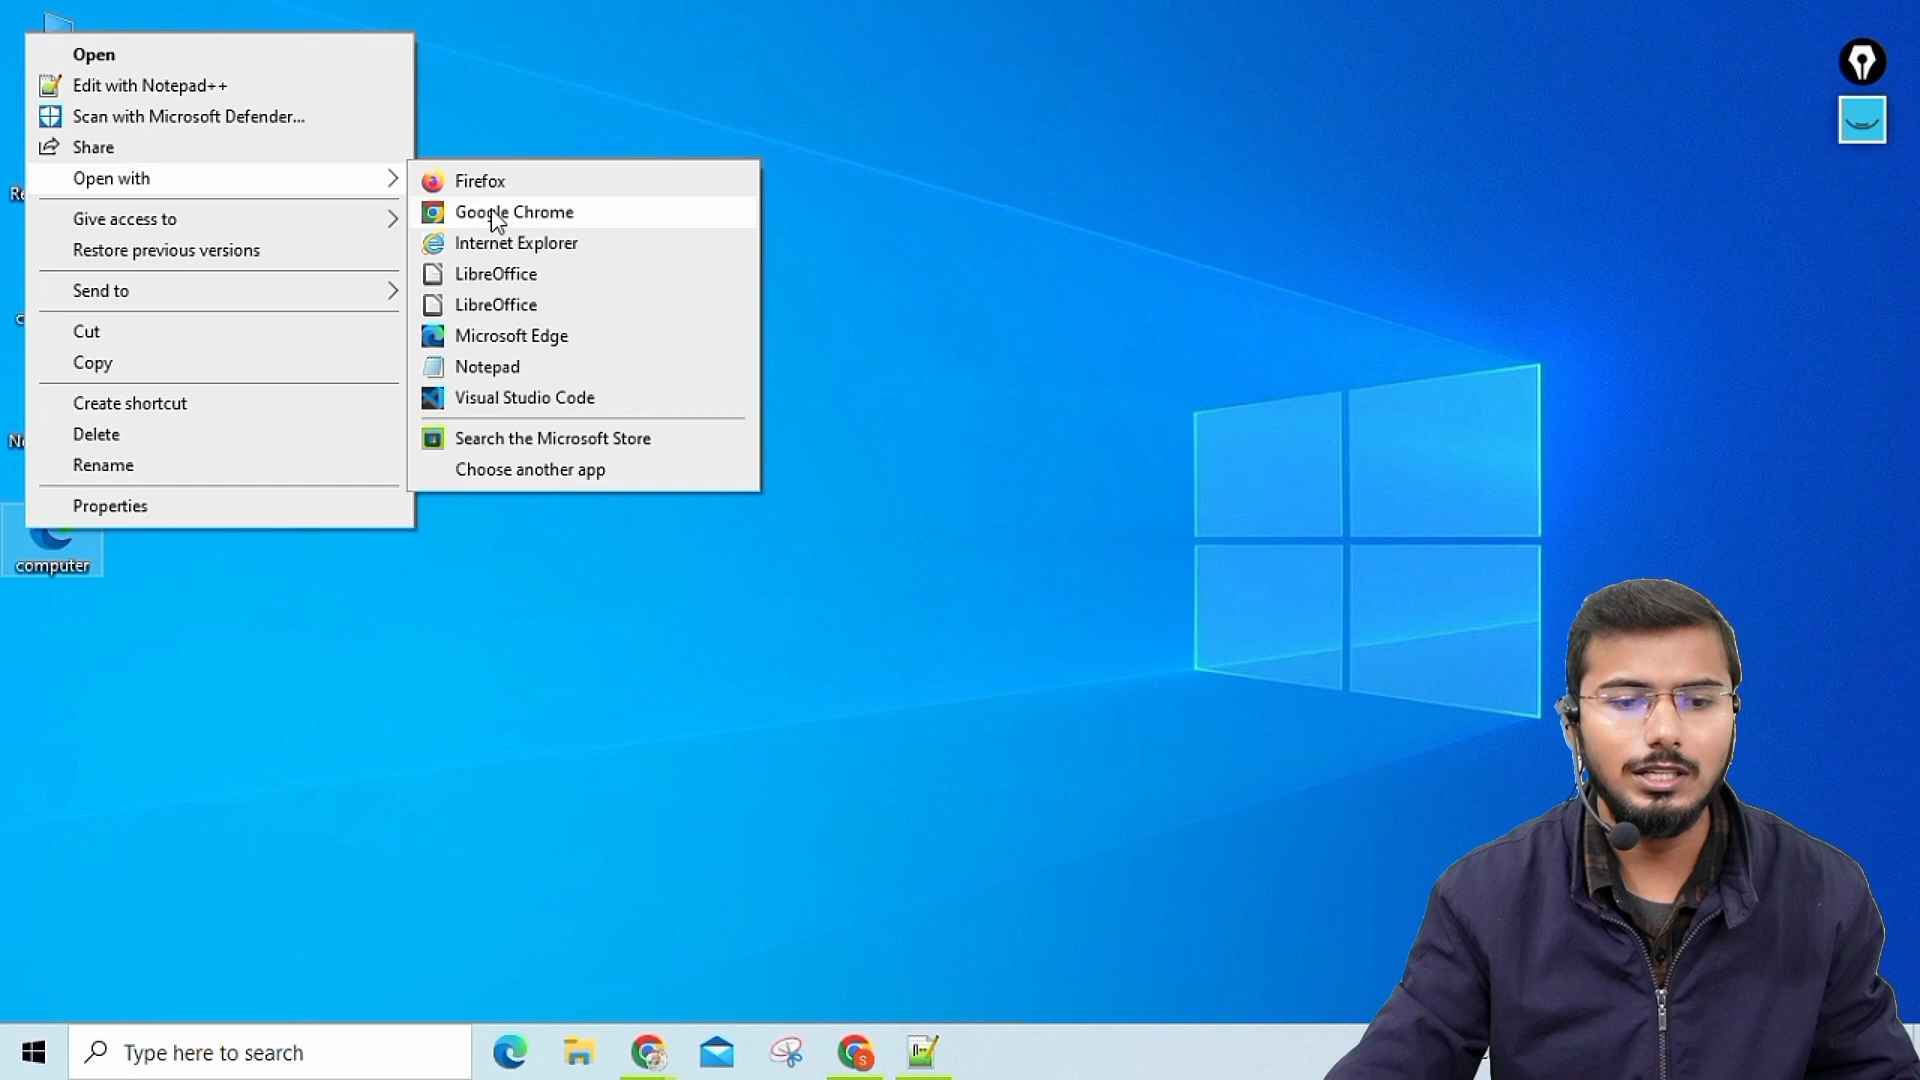 Open
Edit with Notepad++
Scan with Microsoft Defender...
Share
Open with
Give access to
Restore previous versions
Send to
Cut
Copy
Create shortcut
Delete
Rename
Properties
Firefox
Google Chrome
Internet Explorer
LibreOffice
LibreOffice
Microsoft Edge
Notepad
Visual Studio Code
Search the Microsoft Store
Choose another app
computer
Type here to search